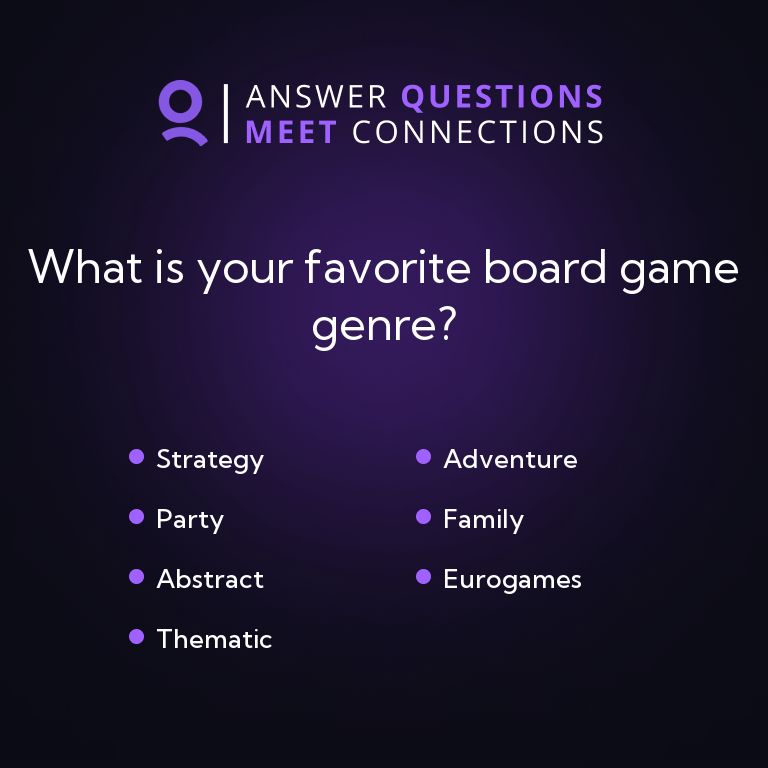 ANSWER QUESTIONS
MEET CONNECTIONS
What is your favorite board game
genre?
Strategy
Adventure
Party
Family
Abstract
Eurogames
Thematic